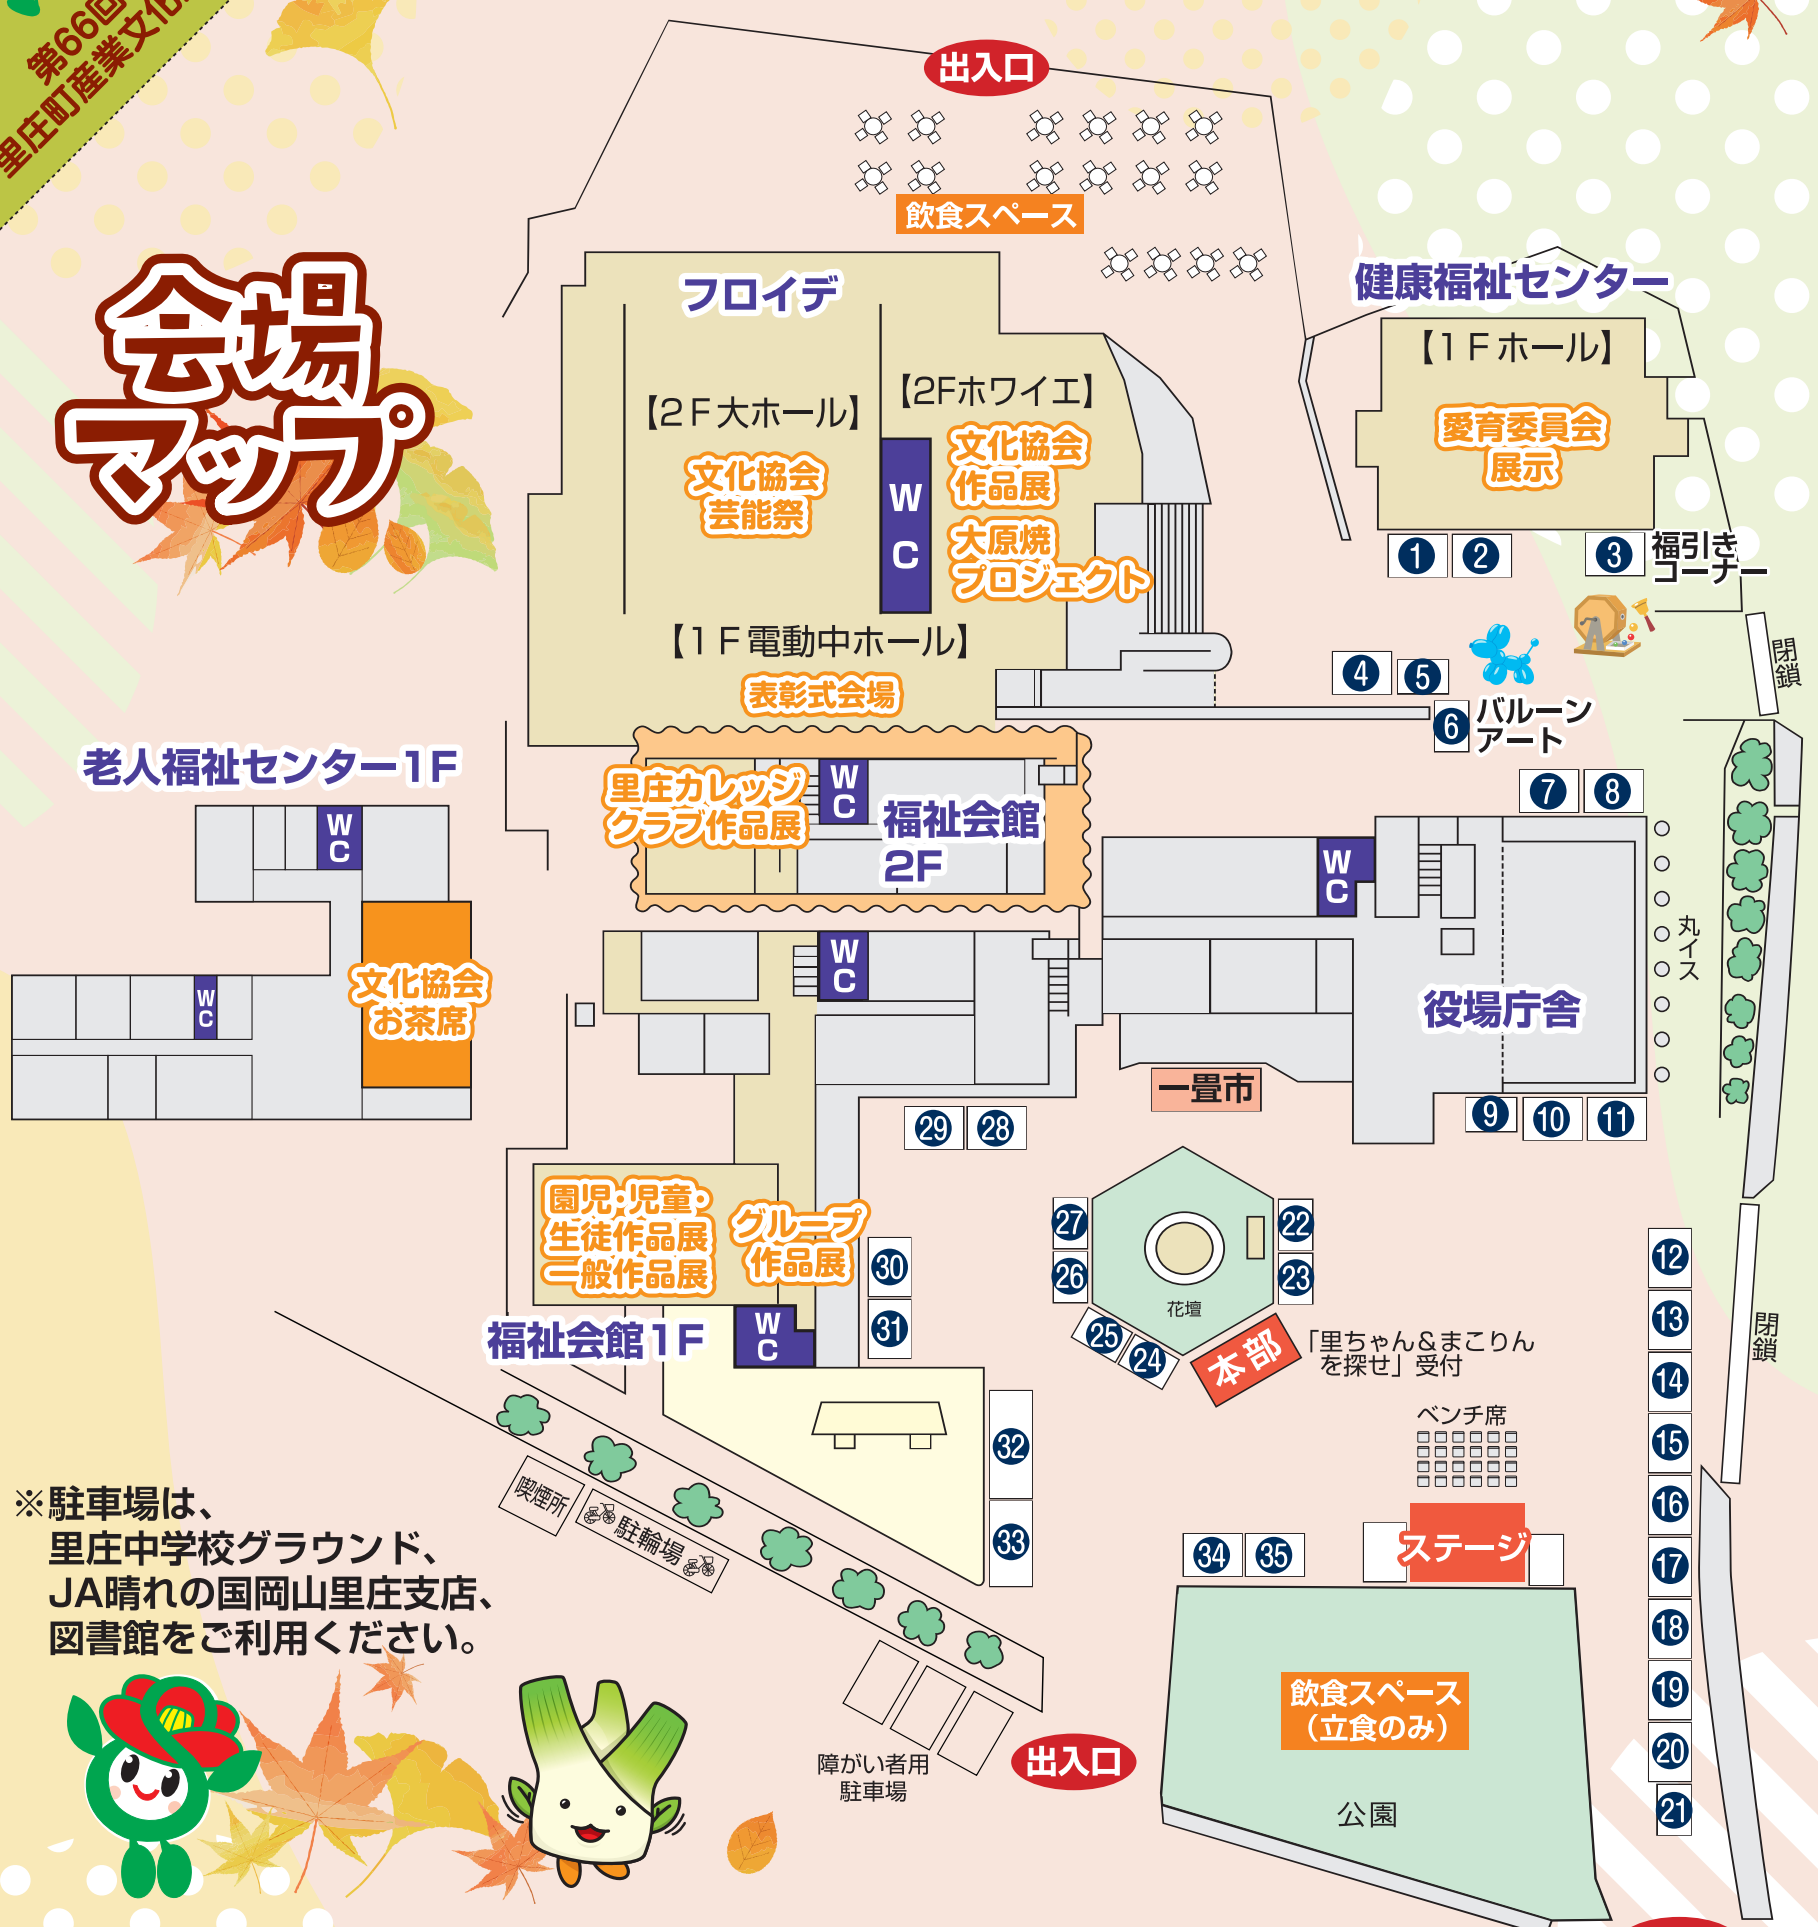 第66回
里庄町産業文化
会場
マップ
出入口
飲食スペース
フロイデ
【2F大ホール】
文化協会
芸能祭
WC
【2Fホワイエ】
文化協会
作品展
大原焼
プロジェクト
【1F電動中ホール】
表彰式会場
健康福祉センター
【1Fホール】
愛育委員会
展示
1
2
3
福引き
コーナー
閉鎖
4
5
6
バルーン
アート
7
8
老人福祉センター1F
WC
文化協会
お茶席
WC
里庄カレッジ
クラブ作品展
WC
福祉会館
2F
WC
WC
役場庁舎
丸イス
一畳市
9
10
11
29
28
園児・児童・
生徒作品展
一般作品展
グループ
作品展
30
31
福祉会館1F
WC
27
26
22
23
花壇
25
24
本部
「里ちゃん&まこりん
を探せ」受付
ベンチ席
ステージ
閉鎖
12
13
14
15
16
17
18
19
20
21
32
33
34
35
喫煙所
駐輪場
※駐車場は、
里庄中学校グラウンド、
JA晴れの国岡山里庄支店、
図書館をご利用ください。
障がい者用
駐車場
出入口
飲食スペース
（立食のみ）
公園